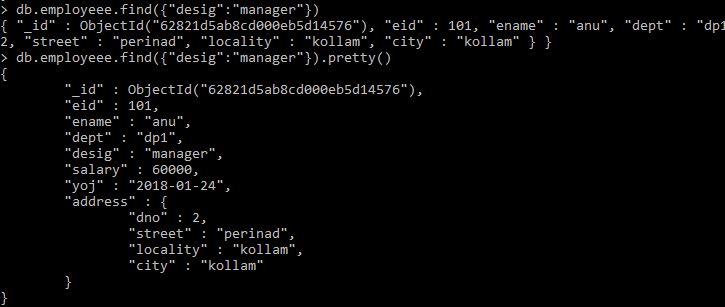 > db.employeee.find({"desig":"manager"})
{ "_id" : ObjectId("62821d5ab8cd000eb5d14576"), "eid" : 101, "ename" : "anu", "dept" : "dp1
2, "street" : "perinad", "locality" : "kollam", "city" : "kollam" } }
> db.employeee.find({"desig":"manager"}).pretty()
{
        "_id" : ObjectId("62821d5ab8cd000eb5d14576"),
        "eid" : 101,
        "ename" : "anu",
        "dept" : "dp1",
        "desig" : "manager",
        "salary" : 60000,
        "yoj" : "2018-01-24",
        "address" : {
                "dno" : 2,
                "street" : "perinad",
                "locality" : "kollam",
                "city" : "kollam"
        }
}